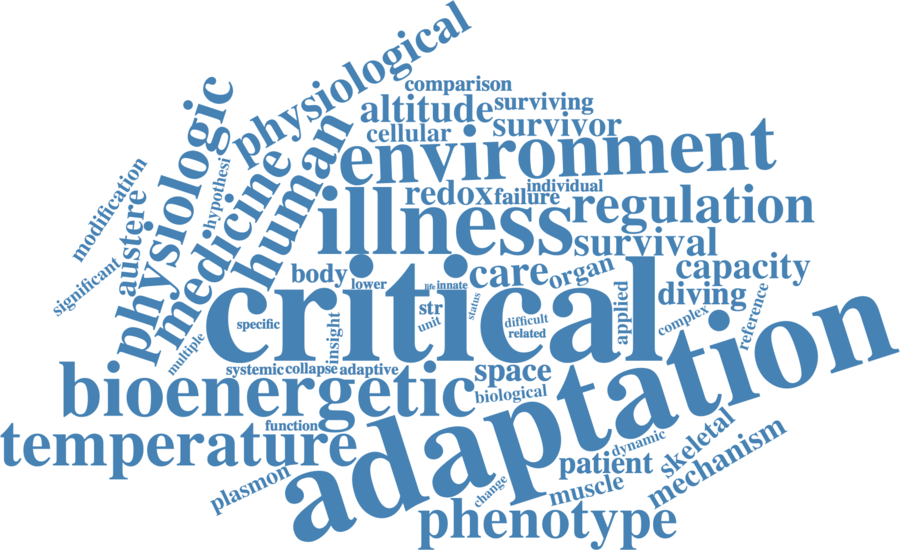 physiological
comparison
altitude
surviving
cellular
survivor
physiologic
human
environment
medicine
hypothesi
modification
austere
redox
failure
individual
illness
regulation
survival
significant
body
lower
critical
life
innate
care
organ
capacity
diving
str
unit
status
specific
insight
difficult
related
applied
complex
reference
multiple
systemic
collapse
adaptive
space
biological
bioenergetic
adaptation
function
temperature
dynamic
patient
skeletal
mechanism
plasmon
change
muscle
phenotype